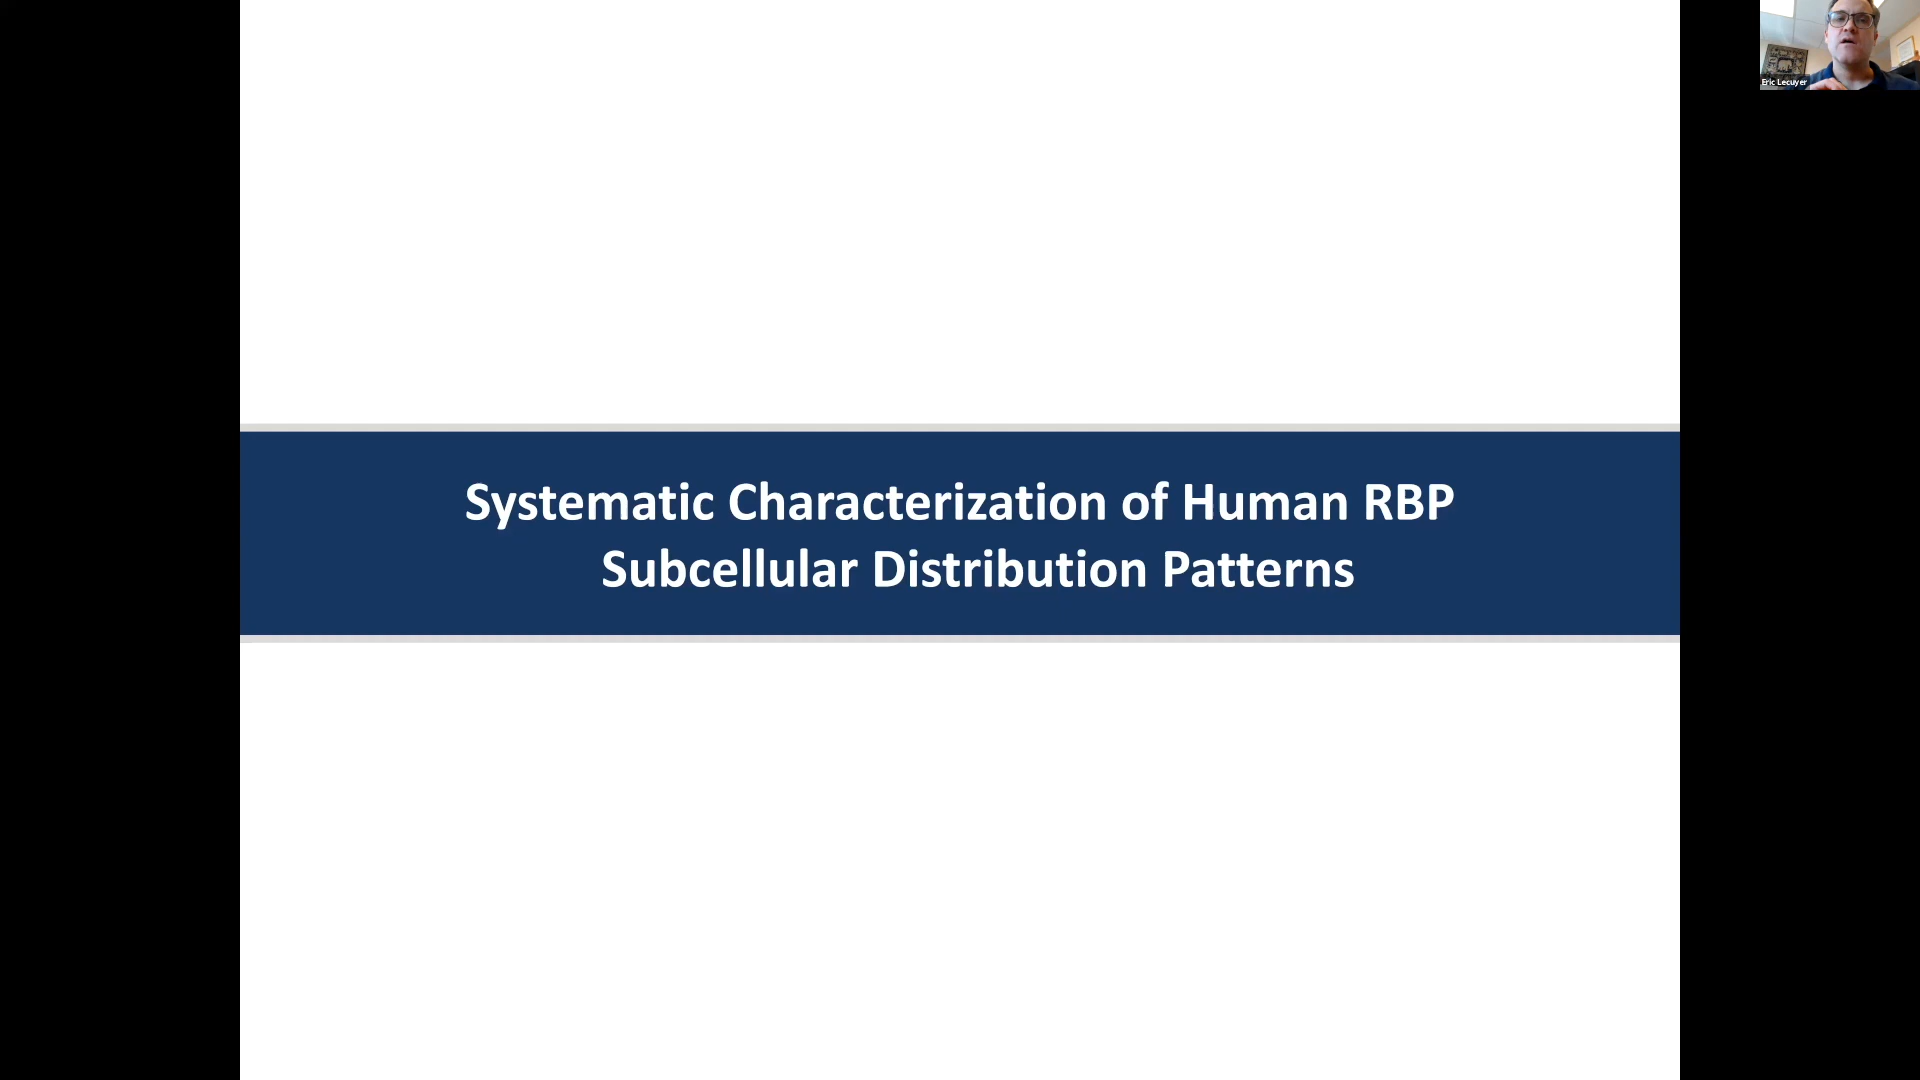 Systematic Characterization of Human RBP
Subcellular Distribution Patterns
Eric Lecuyer